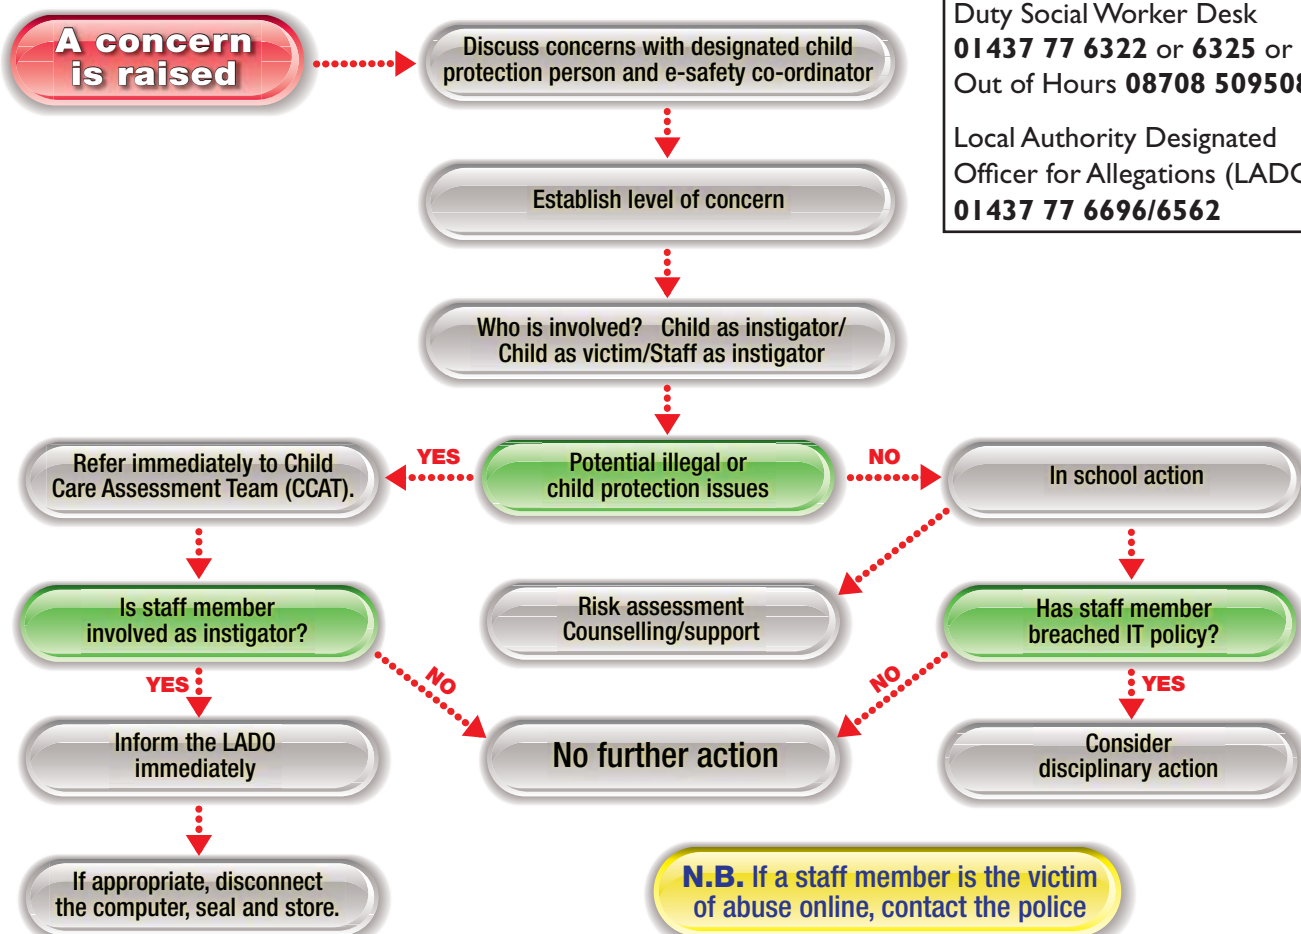 A concern
is raised
Discuss concerns with designated child
protection person and e-safety co-ordinator
Duty Social Worker Desk
01437 77 6322 or 6325 or
Out of Hours 08708 509508
Local Authority Designated
Officer for Allegations (LADO
01437 77 6696/6562
Establish level of concern
Who is involved? Child as instigator/
Child as victim/Staff as instigator
Refer immediately to Child
Care Assessment Team (CCAT).
YES
Potential illegal or
child protection issues
NO
In school action
Is staff member
involved as instigator?
Risk assessment
Counselling/support
Has staff member
breached IT policy?
YES
NO
NO
YES
Inform the LADO
immediately
No further action
Consider
disciplinary action
If appropriate, disconnect
the computer, seal and store.
N.B. If a staff member is the victim
of abuse online, contact the police